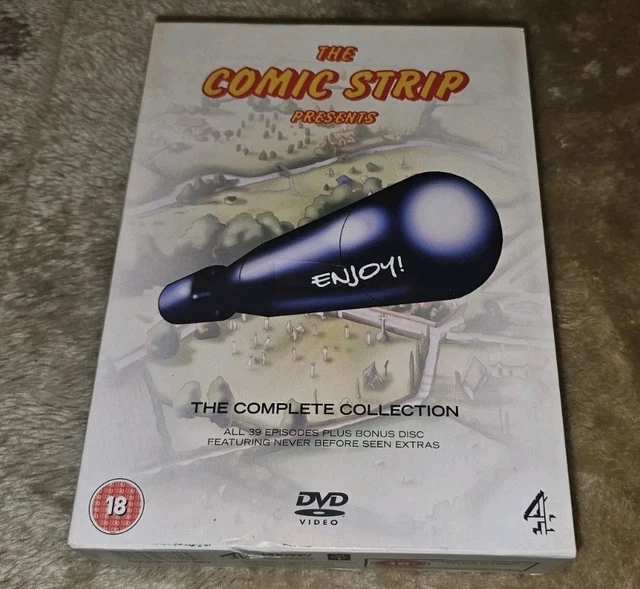 THE
COMIC STRIP
PRESENTS
ENJOY!
THE COMPLETE COLLECTION
ALL 39 EPISODES PLUS BONUS DISC
FEATURING NEVER BEFORE SEEN EXTRAS
18
DVD
VIDEO
4